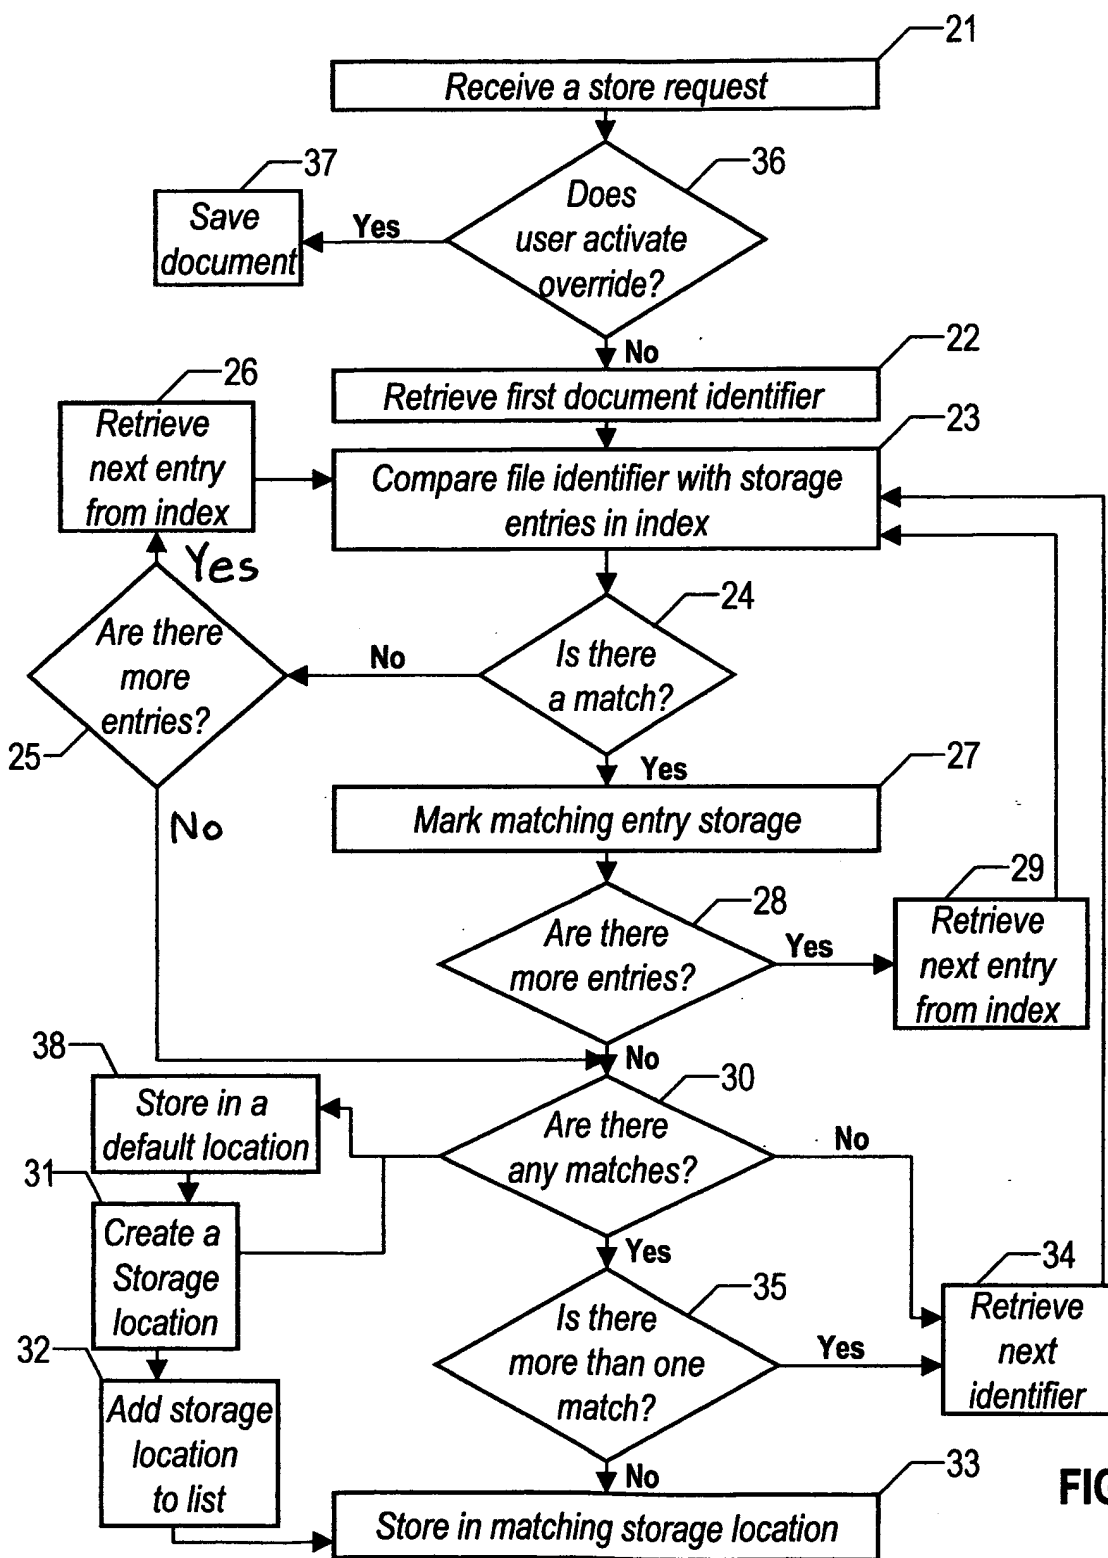 21
Receive a store request
37
36
Save
document
Yes
Does
user activate
override?
No
22
Retrieve first document identifier
26
Retrieve
next entry
from index
23
Compare file identifier with storage
entries in index
Yes
24
Are there
more
entries?
No
Is there
a match?
25
Yes
27
No
Mark matching entry storage
28
29
Are there
more entries?
Yes
Retrieve
next entry
from index
38
No
30
Store in a
default location
Are there
any matches?
No
31
Create a
Storage
location
Yes
34
35
Retrieve
next
identifier
Is there
more than one
match?
Yes
32
Add storage
location
to list
No
33
Store in matching storage location